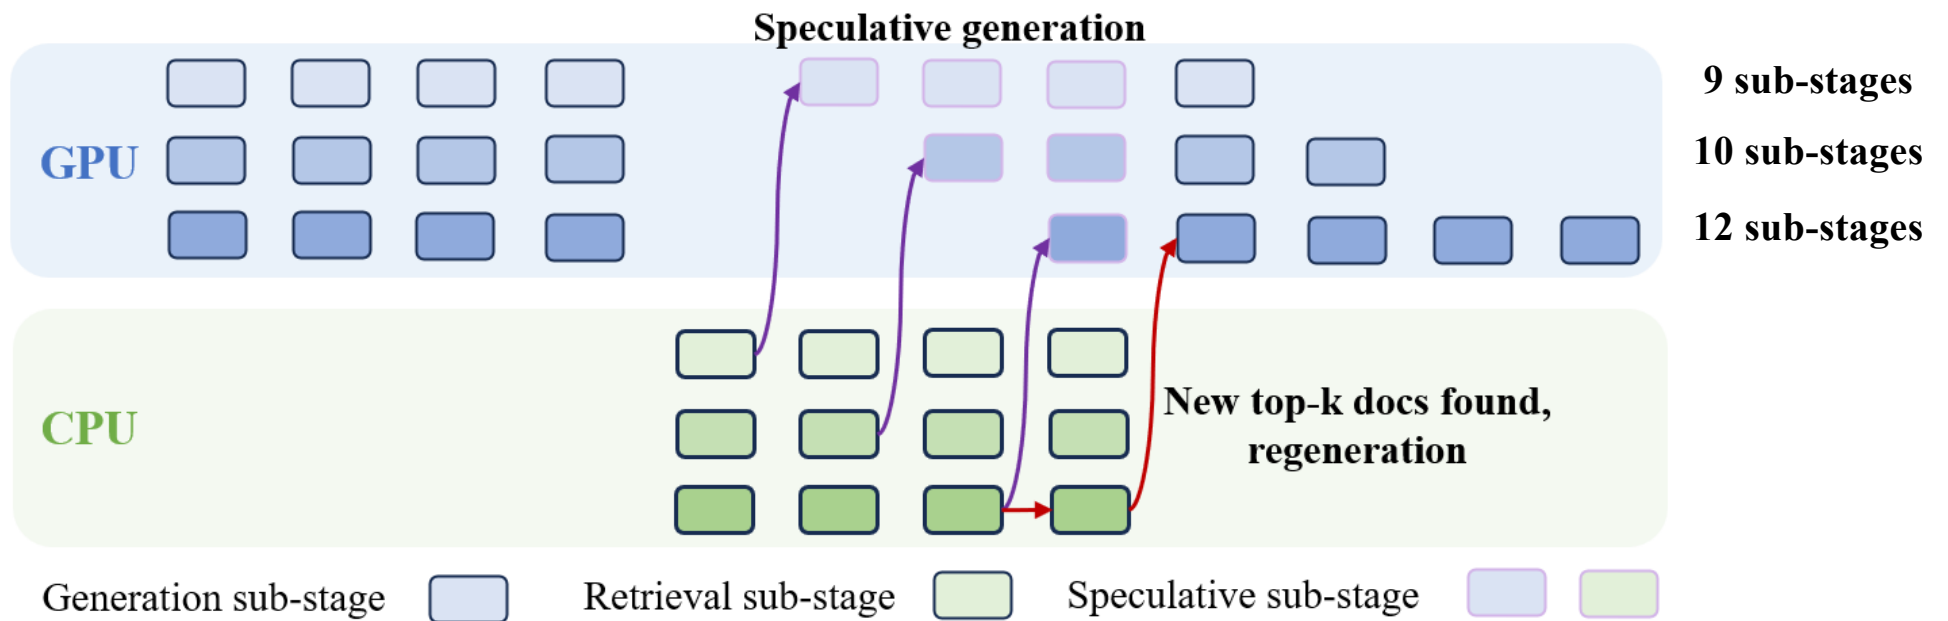 Speculative generation
9 sub-stages
GPU
10 sub-stages
12 sub-stages
CPU
New top-k docs found,
regeneration
Generation sub-stage
Retrieval sub-stage
Speculative sub-stage